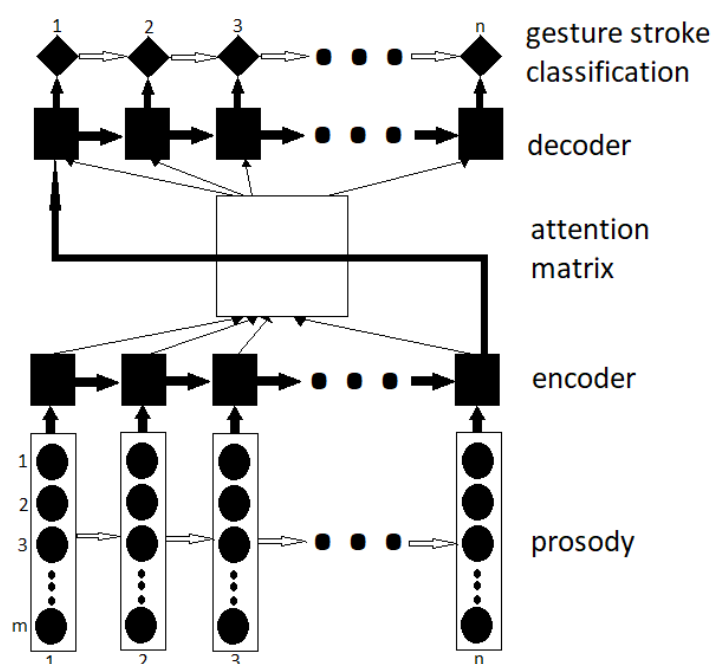 1 2 3 n
gesture stroke
classification
decoder
attention
matrix
encoder
1
2
3
m
prosody
1 2 3 n